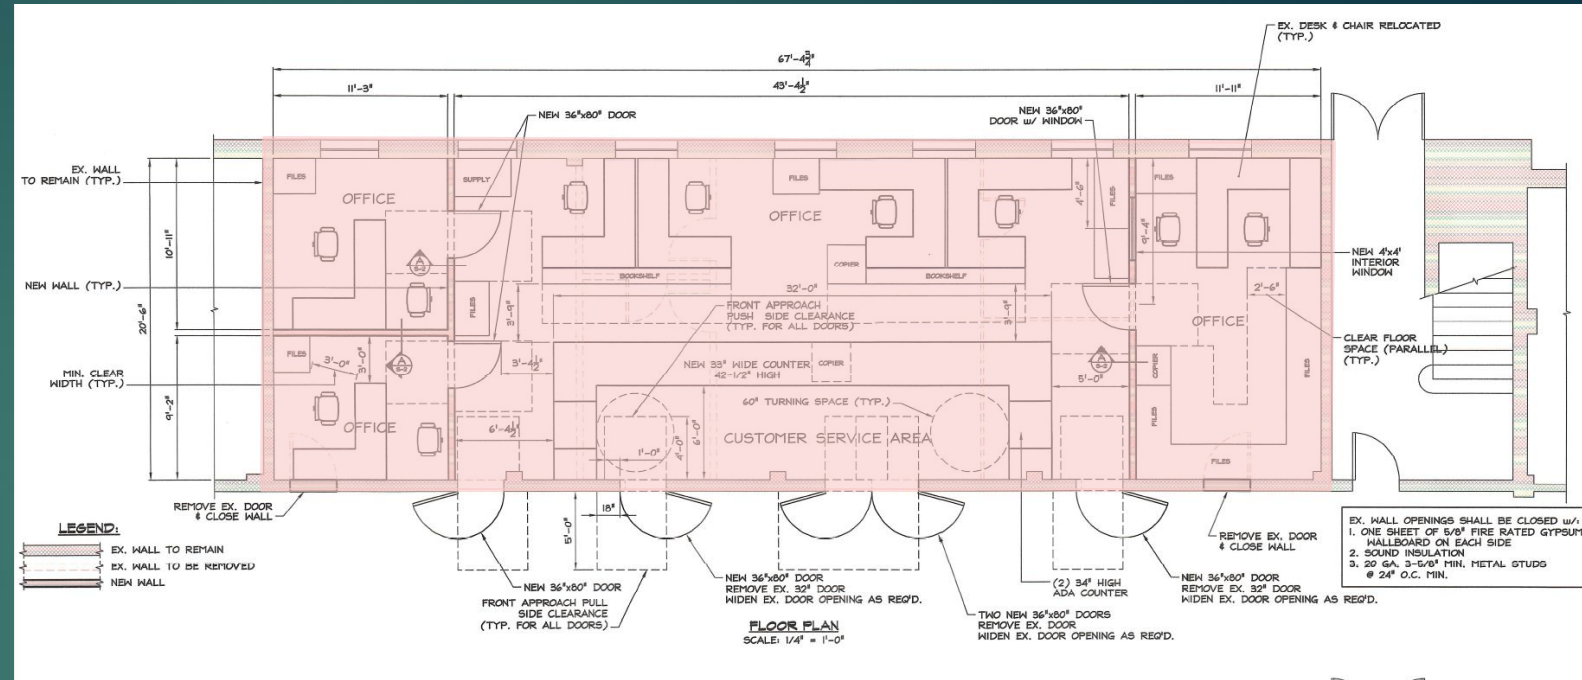 EX. DESK & CHAIR RELOCATED
(TYP.)
67'-4 3/4"
11'-3"
43'-4 1/2"
11'-11"
NEW 36"x80" DOOR
NEW 36"x80"
DOOR w/ WINDOW
EX. WALL
TO REMAIN (TYP.)
FILES
OFFICE
SUPPLY
FILES
OFFICE
FILES
4'-6"
FILES
9'-4"
10'-11"
20'-6"
A
S-2
COPIER
BOOKSHELF
BOOKSHELF
NEW 4'x4'
INTERIOR
WINDOW
NEW WALL (TYP.)
FILES
3'-9"
32'-0"
3'-9"
2'-6"
FRONT APPROACH
PUSH SIDE CLEARANCE
(TYP. FOR ALL DOORS)
OFFICE
CLEAR FLOOR
SPACE (PARALLEL)
(TYP.)
FILES
3'-0"
3'-0"
A
S-2
3'-4 1/2"
NEW 33" WIDE COUNTER
42-1/2" HIGH
COPIER
A
S-2
5'-0"
COPIER
FILES
MIN. CLEAR
WIDTH (TYP.)
9'-2"
60" TURNING SPACE (TYP.)
OFFICE
6'-4 1/2"
1'-0"
4'-0"
6'-0"
CUSTOMER SERVICE AREA
FILES
FILES
REMOVE EX. DOOR
& CLOSE WALL
18"
5'-0"
REMOVE EX. DOOR
& CLOSE WALL
EX. WALL OPENINGS SHALL BE CLOSED w/:
1. ONE SHEET OF 5/8" FIRE RATED GYPSUM
WALLBOARD ON EACH SIDE
2. SOUND INSULATION
3. 20 GA. 3-5/8" MIN. METAL STUDS
@ 24" O.C. MIN.
LEGEND:
EX. WALL TO REMAIN
EX. WALL TO BE REMOVED
NEW WALL
NEW 36"x80" DOOR
FRONT APPROACH PULL
SIDE CLEARANCE
(TYP. FOR ALL DOORS)
NEW 36"x80" DOOR
REMOVE EX. 32" DOOR
WIDEN EX. DOOR OPENING AS REQ'D.
(2) 34" HIGH
ADA COUNTER
NEW 36"x80" DOOR
REMOVE EX. 32" DOOR
WIDEN EX. DOOR OPENING AS REQ'D.
TWO NEW 36"x80" DOORS
REMOVE EX. DOOR
WIDEN EX. DOOR OPENING AS REQ'D.
FLOOR PLAN
SCALE: 1/4" = 1'-0"